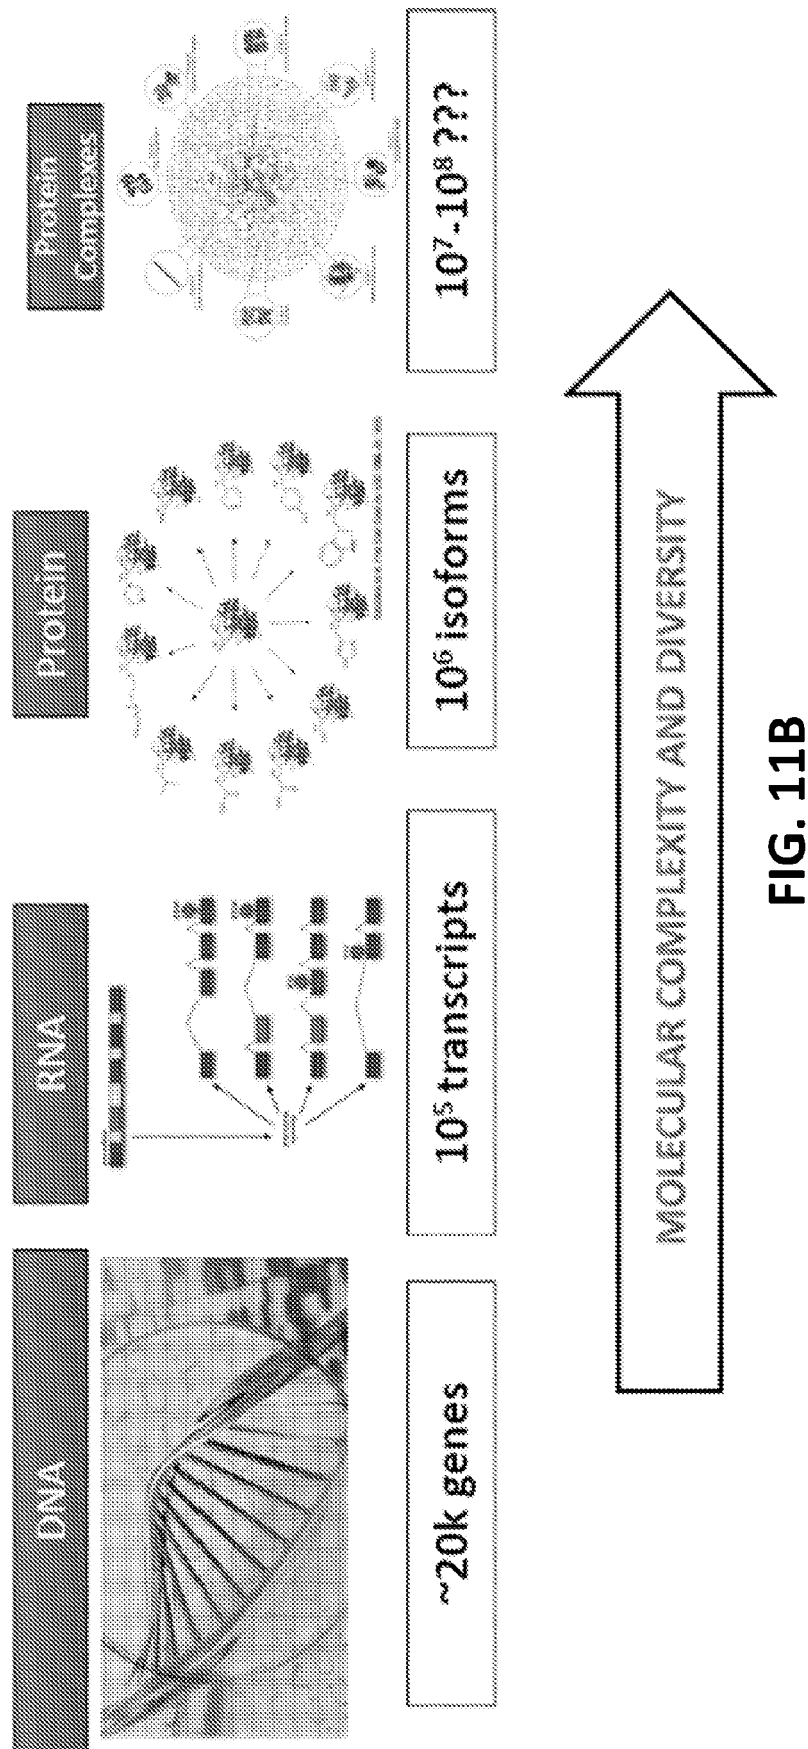 DNA
RNA
Protein
Protein
Complexes
~20k genes
10⁵ transcripts
10⁶ isoforms
10⁷-10⁸ ???
MOLECULAR COMPLEXITY AND DIVERSITY
FIG. 11B